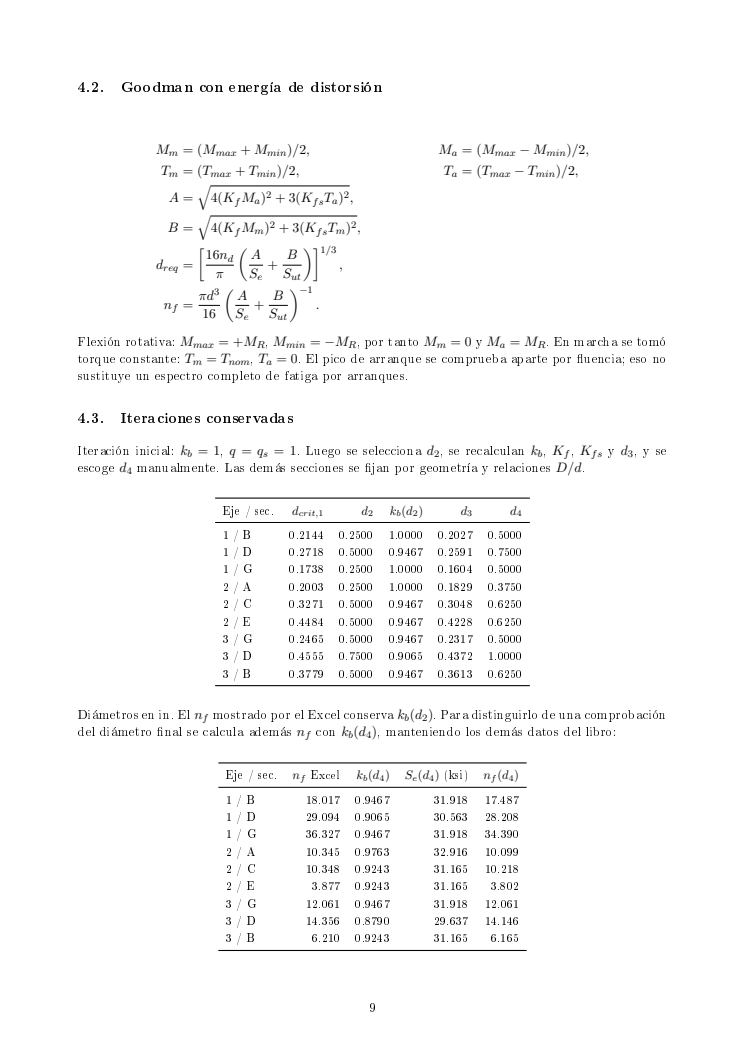 4.2. Goodman con energía de distorsión
M_m = (M_max + M_min)/2, M_a = (M_max − M_min)/2,
T_m = (T_max + T_min)/2, T_a = (T_max − T_min)/2,
A = √(4(K_f M_a)² + 3(K_fs T_a)²),
B = √(4(K_f M_m)² + 3(K_fs T_m)²),
d_req = [16n_d/π (A/S_e + B/S_ut)]^{1/3},
n_f = πd³/16 (A/S_e + B/S_ut)^{−1}.
Flexión rotativa: M_max = +M_R, M_min = −M_R, por tanto M_m = 0 y M_a = M_R. En marcha se tomó
torque constante: T_m = T_nom, T_a = 0. El pico de arranque se comprueba aparte por fluencia; eso no
sustituye un espectro completo de fatiga por arranques.
4.3. Iteraciones conservadas
Iteración inicial: k_b = 1, q = q_s = 1. Luego se selecciona d_2, se recalculan k_b, K_f, K_fs y d_3, y se
escoge d_4 manualmente. Las demás secciones se fijan por geometría y relaciones D/d.
Eje / sec. d_crit,1 d_2 k_b(d_2) d_3 d_4
1 / B 0.2144 0.2500 1.0000 0.2027 0.5000
1 / D 0.2718 0.5000 0.9467 0.2591 0.7500
1 / G 0.1738 0.2500 1.0000 0.1604 0.5000
2 / A 0.2003 0.2500 1.0000 0.1829 0.3750
2 / C 0.3271 0.5000 0.9467 0.3048 0.6250
2 / E 0.4484 0.5000 0.9467 0.4228 0.6250
3 / G 0.2465 0.5000 0.9467 0.2317 0.5000
3 / D 0.4555 0.7500 0.9065 0.4372 1.0000
3 / B 0.3779 0.5000 0.9467 0.3613 0.6250
Diámetros en in. El n_f mostrado por el Excel conserva k_b(d_2). Para distinguirlo de una comprobación
del diámetro final se calcula además n_f con k_b(d_4), manteniendo los demás datos del libro:
Eje / sec. n_f Excel k_b(d_4) S_e(d_4) (ksi) n_f(d_4)
1 / B 18.017 0.9467 31.918 17.487
1 / D 29.094 0.9065 30.563 28.208
1 / G 36.327 0.9467 31.918 34.390
2 / A 10.345 0.9763 32.916 10.099
2 / C 10.348 0.9243 31.165 10.218
2 / E 3.877 0.9243 31.165 3.802
3 / G 12.061 0.9467 31.918 12.061
3 / D 14.356 0.8790 29.637 14.146
3 / B 6.210 0.9243 31.165 6.165
9